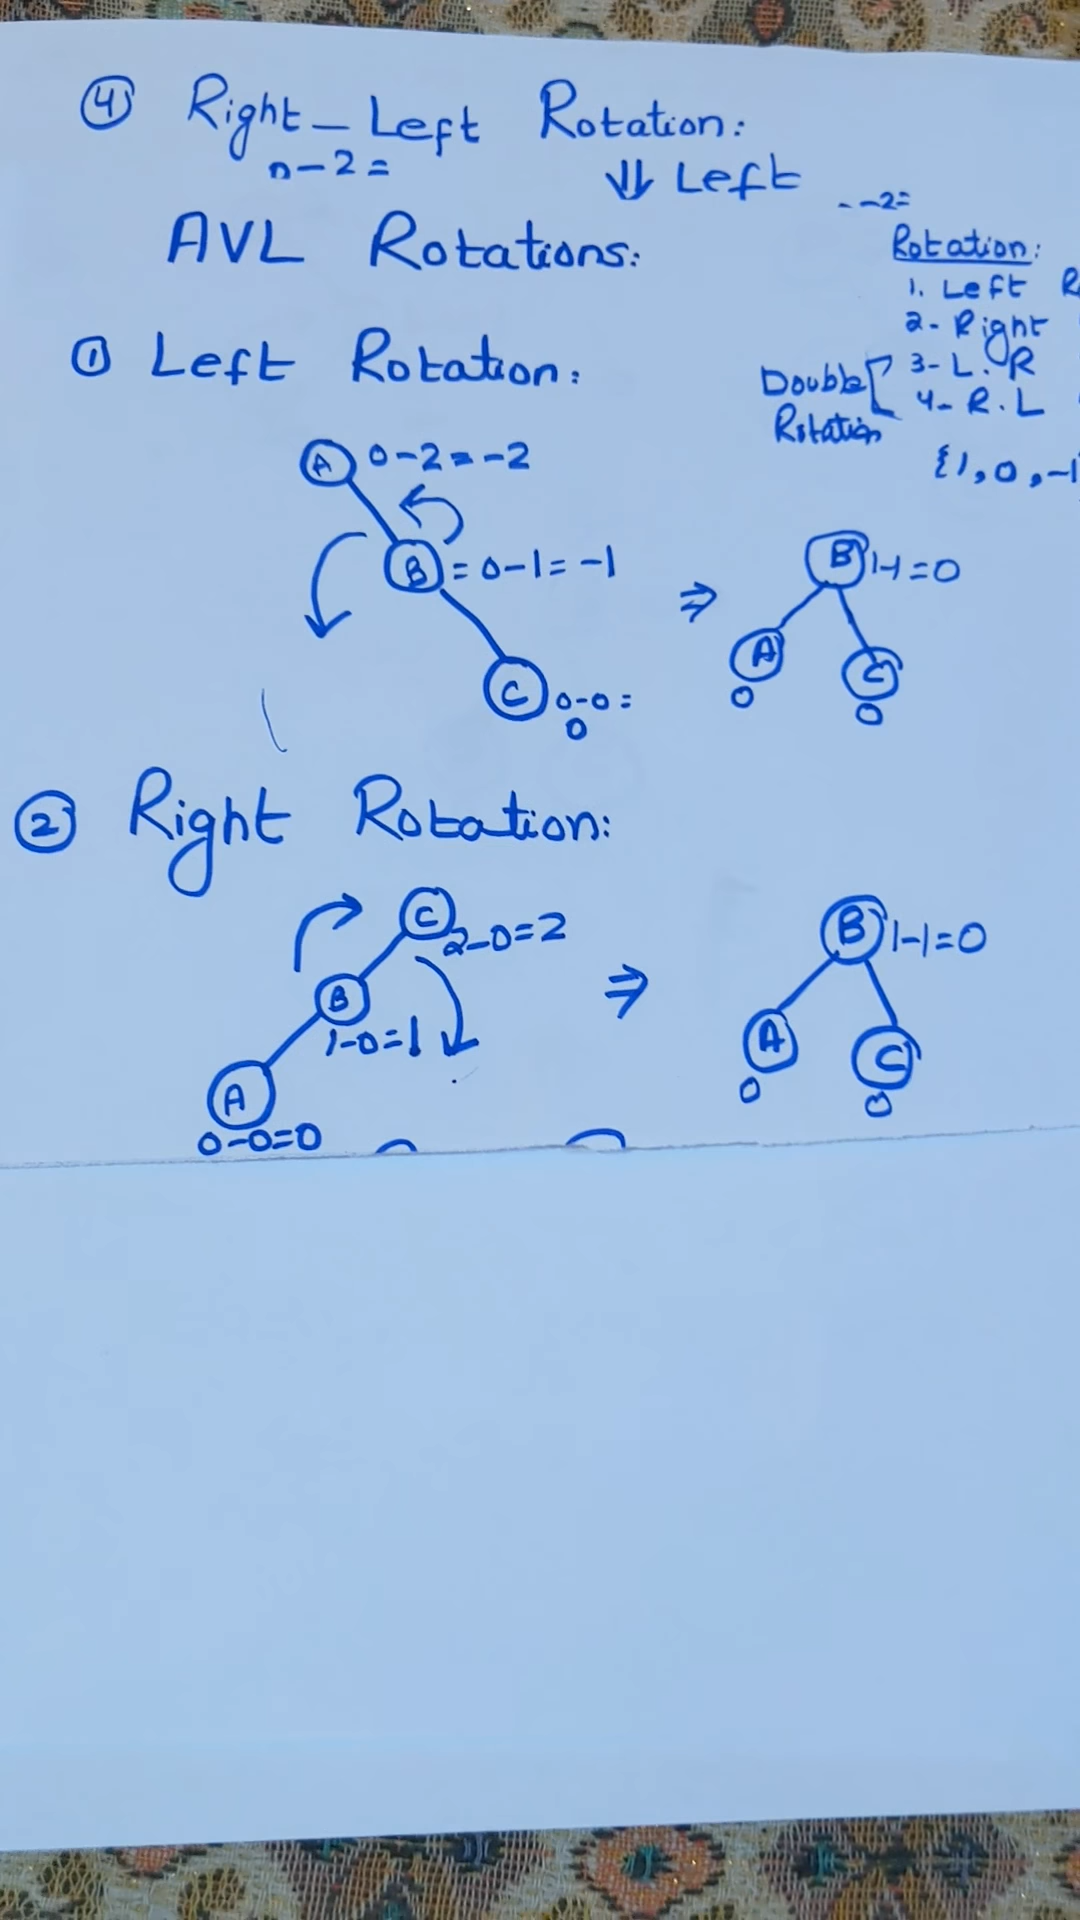 ④ Right-Left Rotation:
0-2=
⇓ Left
--2=
AVL Rotations:
Rotation:
1. Left R
2- Right
Double Rotation
3- L. R
4- R. L
{1, 0, -1
① Left Rotation:
A 0-2=-2
B = 0-1=-1
C 0-0=
0
⇒
B 1-1=0
A
0
C
0
② Right Rotation:
C 2-0=2
B
1-0=1
A
0-0=0
⇒
B 1-1=0
A
0
C
0